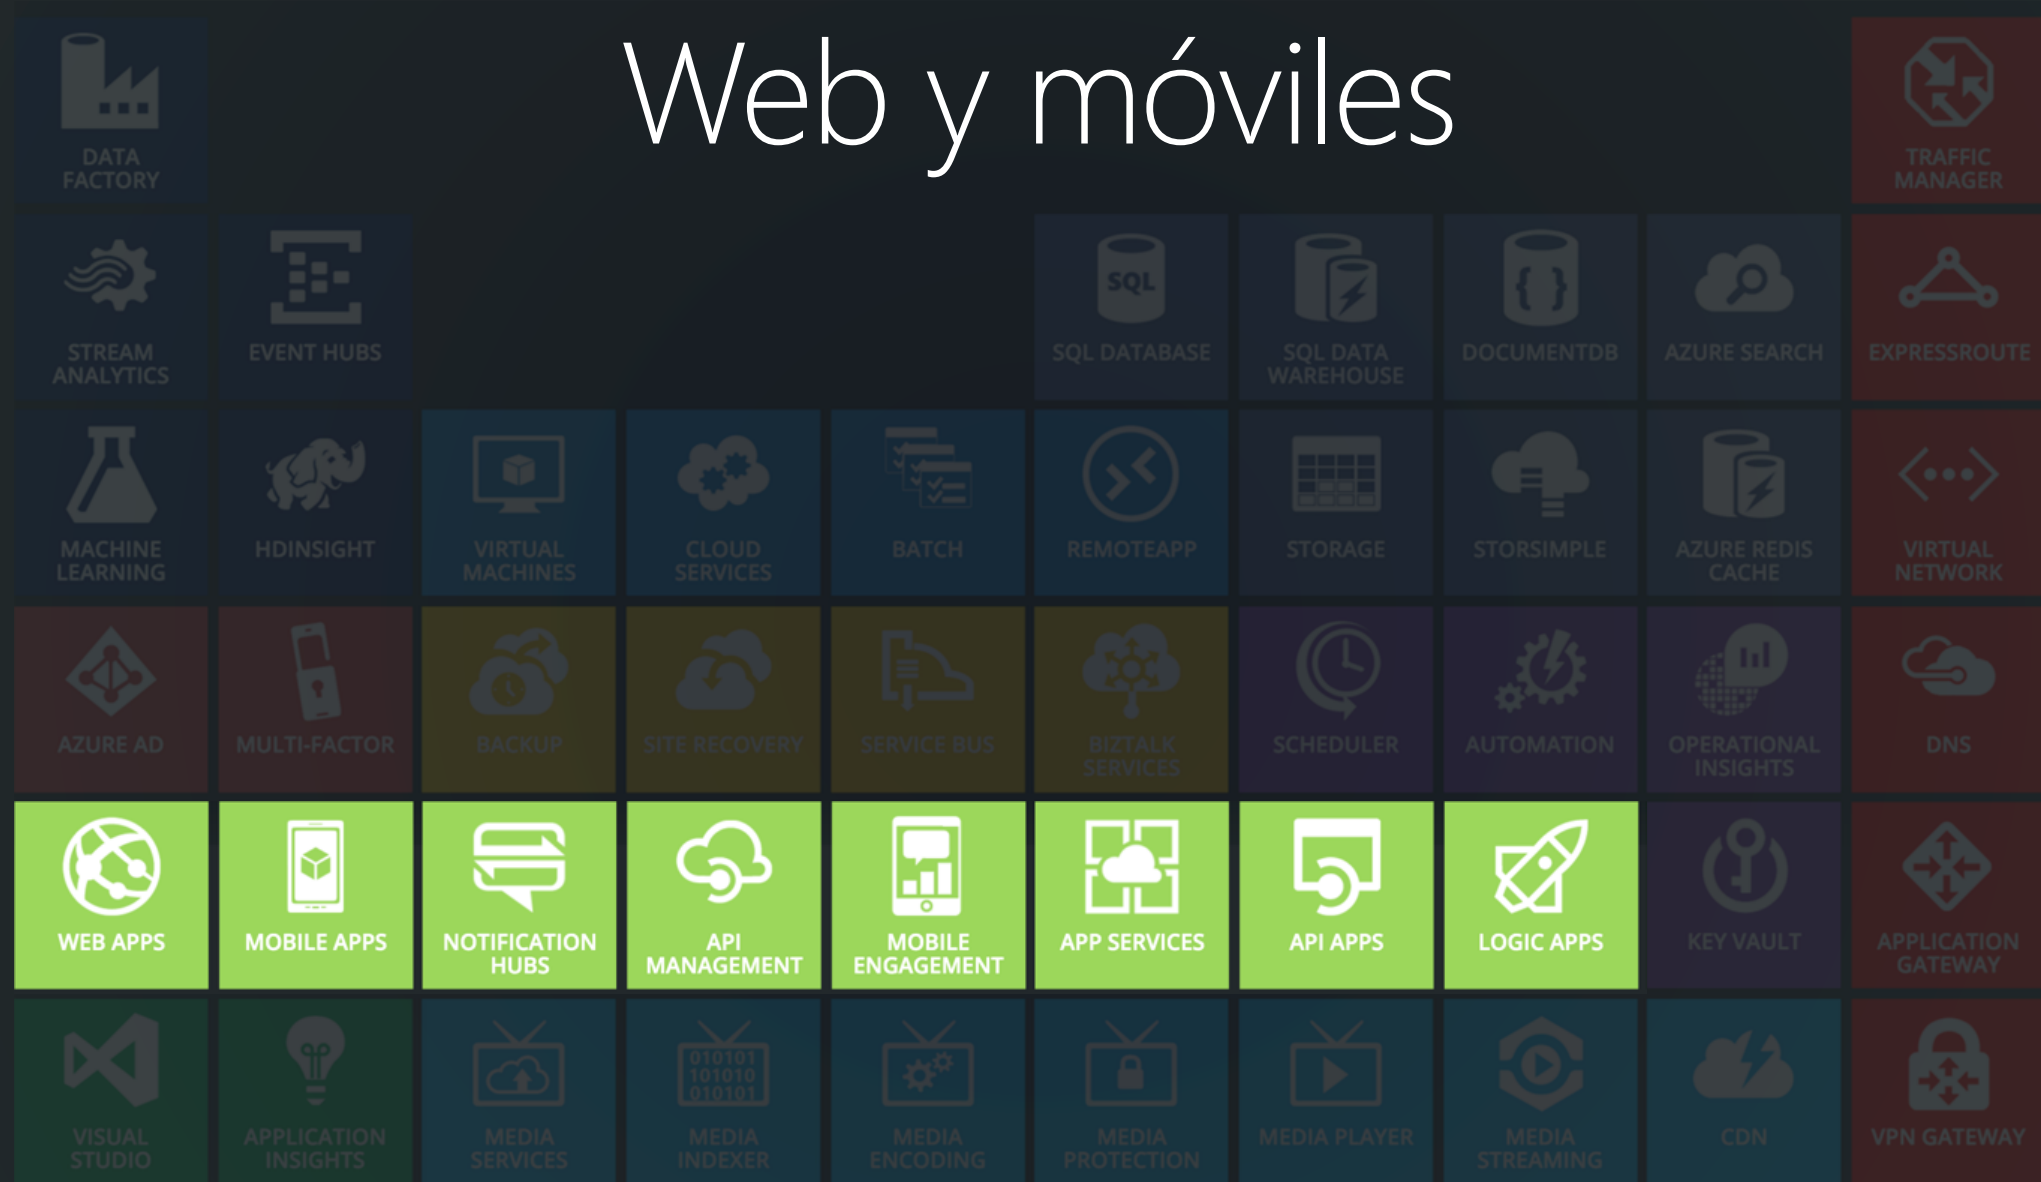 Web y móviles
DATA
FACTORY
TRAFFIC
MANAGER
STREAM
ANALYTICS
EVENT HUBS
SQL
SQL DATABASE
SQL DATA
WAREHOUSE
{ }
DOCUMENTDB
AZURE SEARCH
EXPRESSROUTE
MACHINE
LEARNING
HDINSIGHT
VIRTUAL
MACHINES
CLOUD
SERVICES
BATCH
REMOTEAPP
STORAGE
STORSIMPLE
AZURE REDIS
CACHE
VIRTUAL
NETWORK
AZURE AD
MULTI-FACTOR
BACKUP
SITE RECOVERY
SERVICE BUS
BIZTALK
SERVICES
SCHEDULER
AUTOMATION
OPERATIONAL
INSIGHTS
DNS
WEB APPS
MOBILE APPS
NOTIFICATION
HUBS
API
MANAGEMENT
MOBILE
ENGAGEMENT
APP SERVICES
API APPS
LOGIC APPS
KEY VAULT
APPLICATION
GATEWAY
VISUAL
STUDIO
APPLICATION
INSIGHTS
MEDIA
SERVICES
010101
101010
010101
MEDIA
INDEXER
MEDIA
ENCODING
MEDIA
PROTECTION
MEDIA PLAYER
MEDIA
STREAMING
CDN
VPN GATEWAY